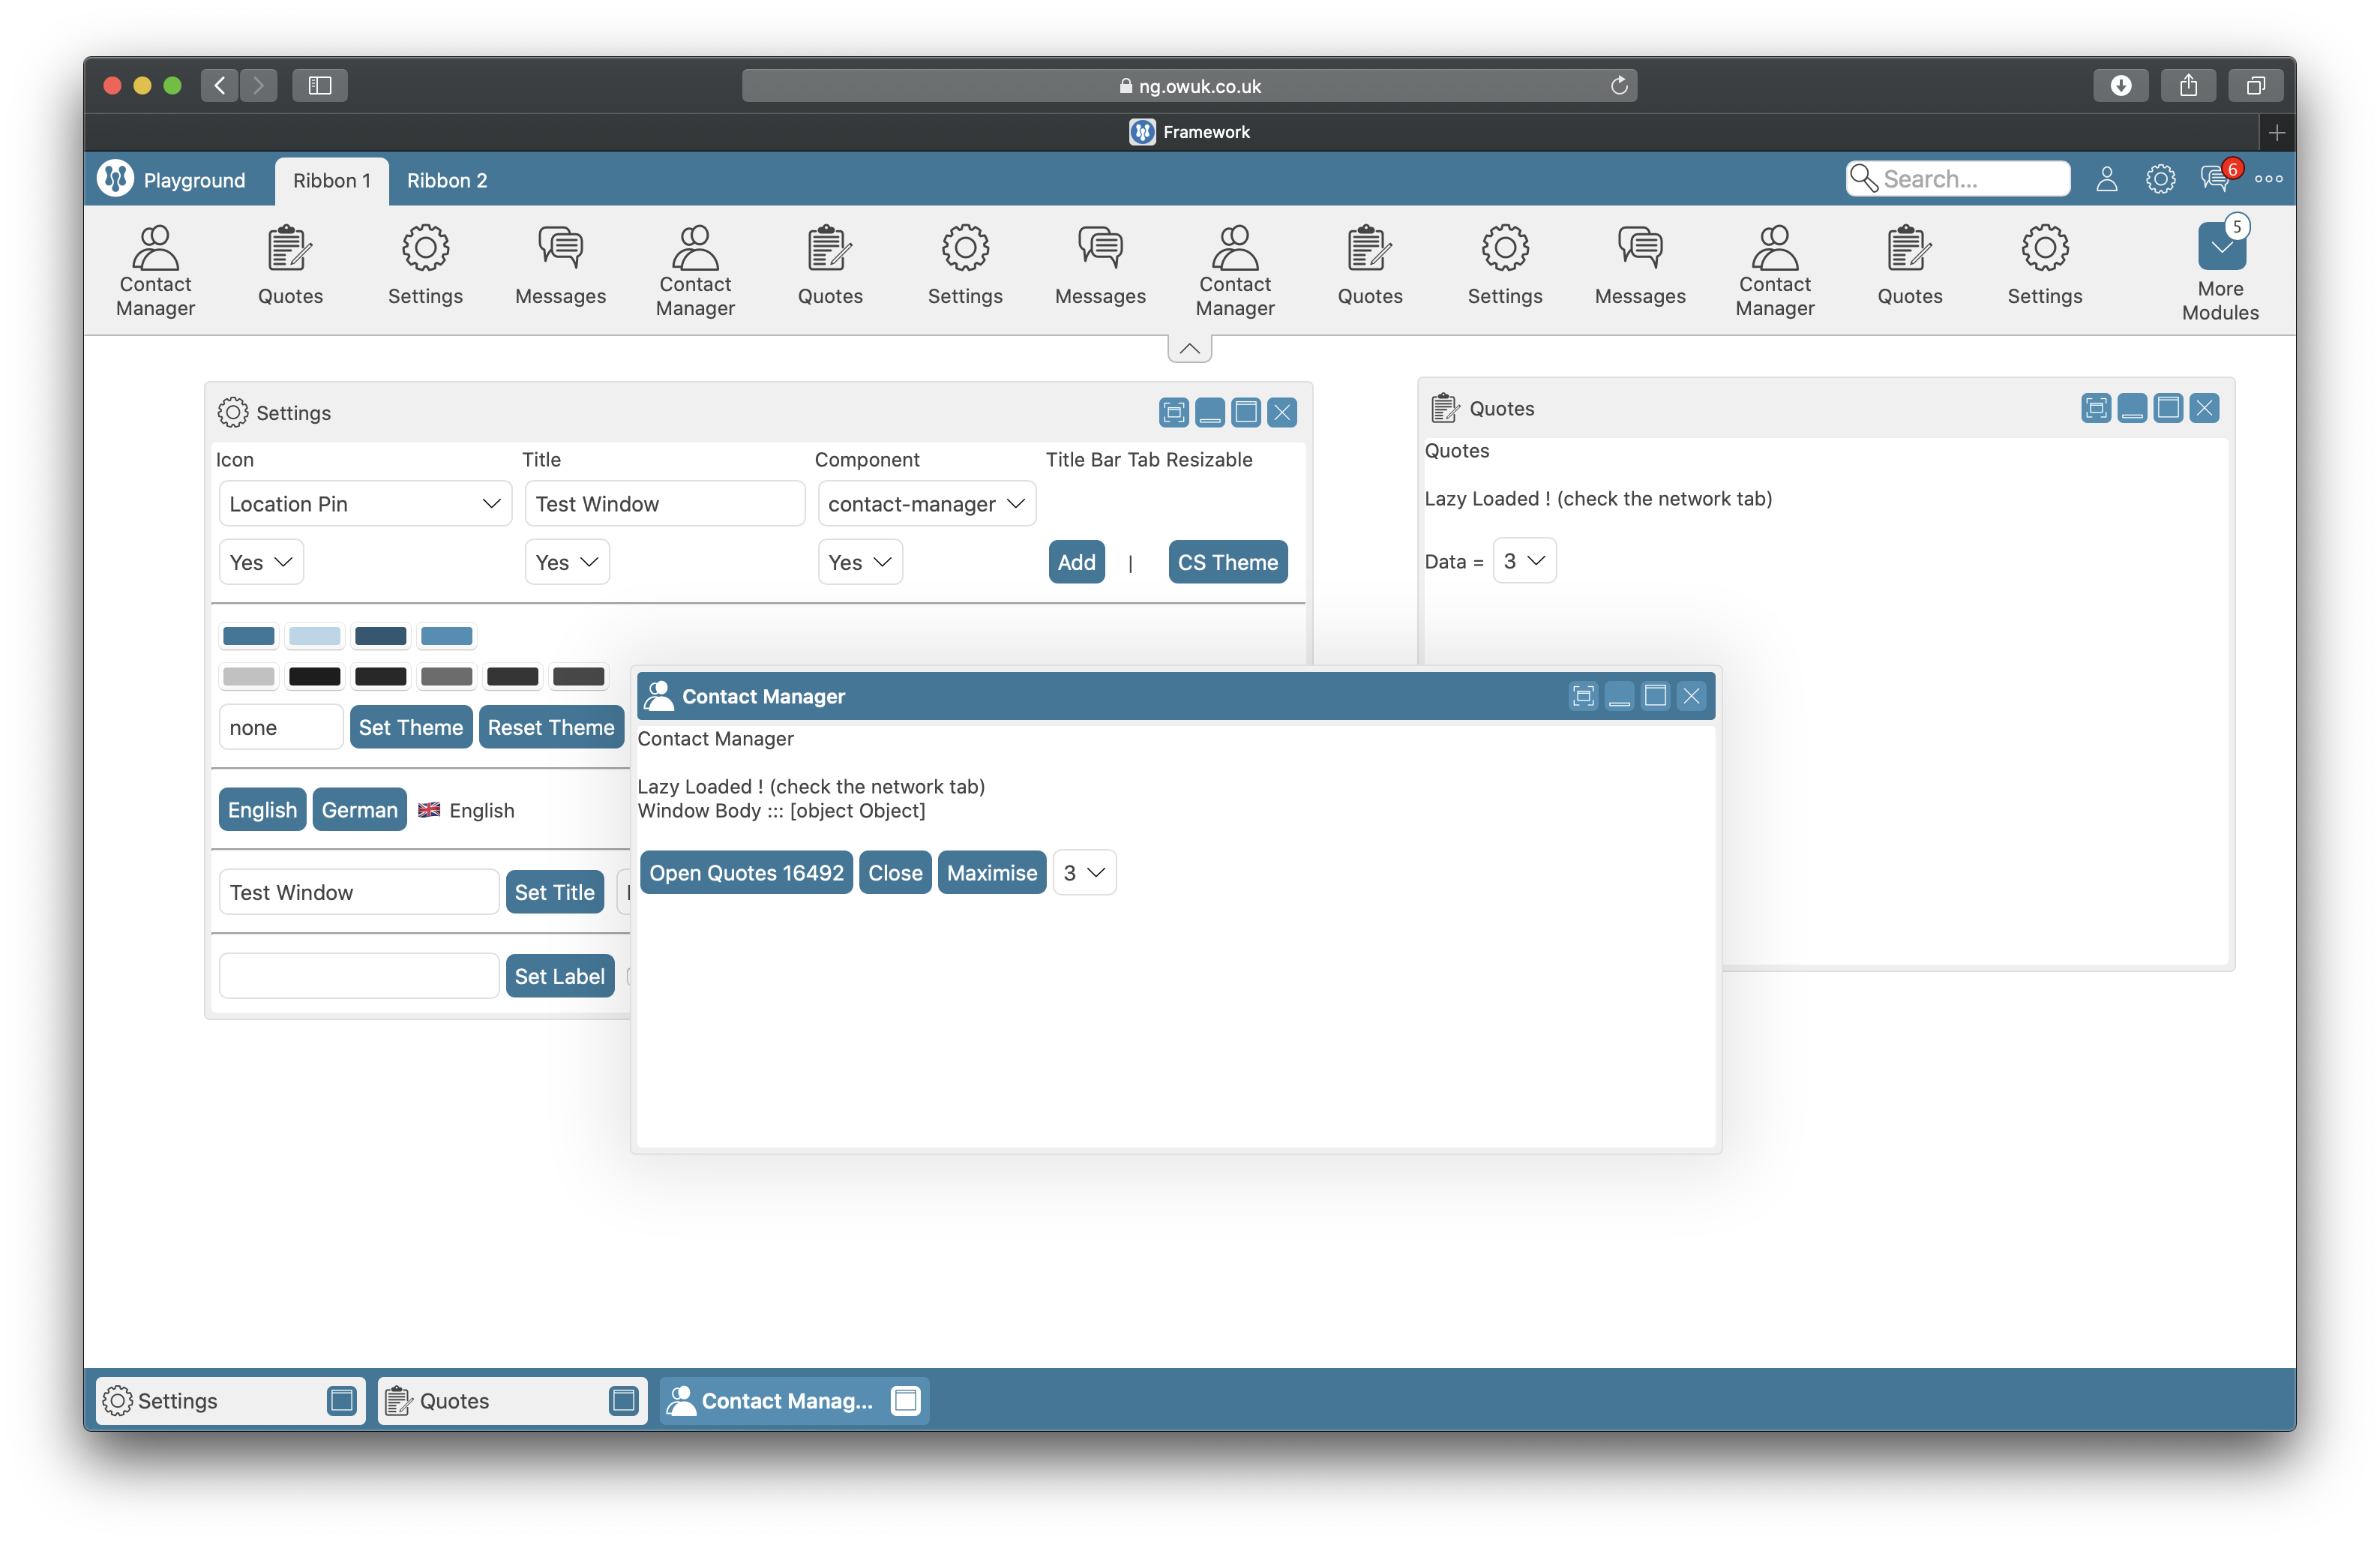 ng.owuk.co.uk
Framework
Playground
Ribbon 1
Ribbon 2
Search...
6
Contact
Manager
Quotes
Settings
Messages
Contact
Manager
Quotes
Settings
Messages
Contact
Manager
Quotes
Settings
Messages
Contact
Manager
Quotes
Settings
5
More
Modules
Settings
Icon
Title
Component
Title Bar Tab Resizable
Location Pin
Test Window
contact-manager
Yes
Yes
Yes
Add
|
CS Theme
none
Set Theme
Reset Theme
English
German
🇬🇧 English
Test Window
Set Title
Set Label
Quotes
Quotes
Lazy Loaded ! (check the network tab)
Data = 3
Contact Manager
Contact Manager
Lazy Loaded ! (check the network tab)
Window Body ::: [object Object]
Open Quotes 16492
Close
Maximise
3
Settings
Quotes
Contact Manag...